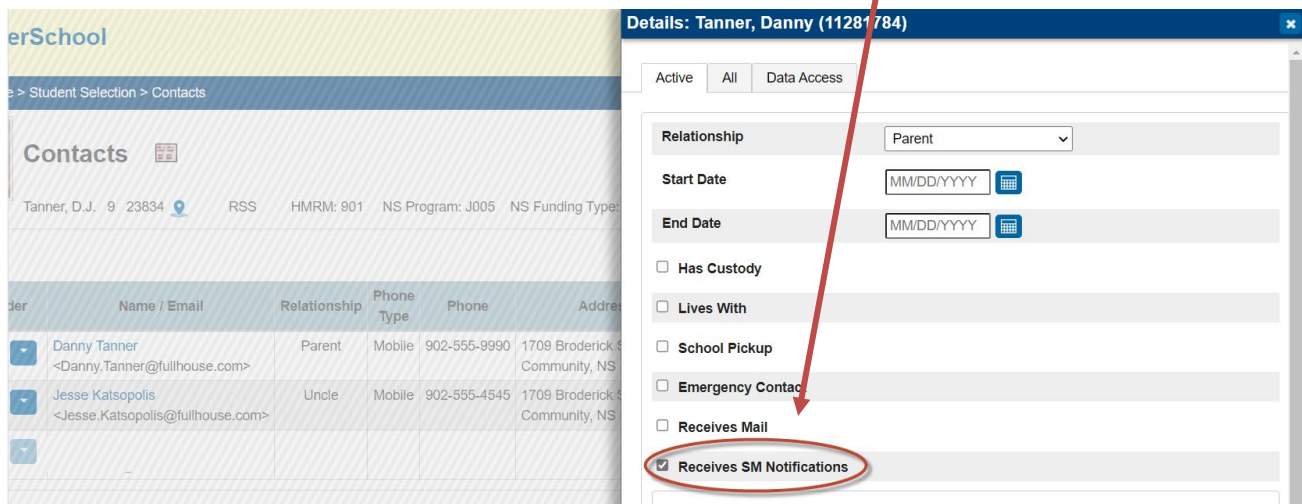 erSchool
e > Student Selection > Contacts
Contacts
Tanner, D.J. 9 23834 RSS HMRM: 901 NS Program: J005 NS Funding Type:
der Name / Email Relationship Phone Type Phone Addre
Danny Tanner Parent Mobile 902-555-9990 1709 Broderick S
<Danny.Tanner@fullhouse.com> Community, NS
Jesse Katsopolis Uncle Mobile 902-555-4545 1709 Broderick S
<Jesse.Katsopolis@fullhouse.com> Community, NS
Details: Tanner, Danny (11281784)
Active All Data Access
Relationship Parent
Start Date MM/DD/YYYY
End Date MM/DD/YYYY
Has Custody
Lives With
School Pickup
Emergency Contact
Receives Mail
Receives SM Notifications